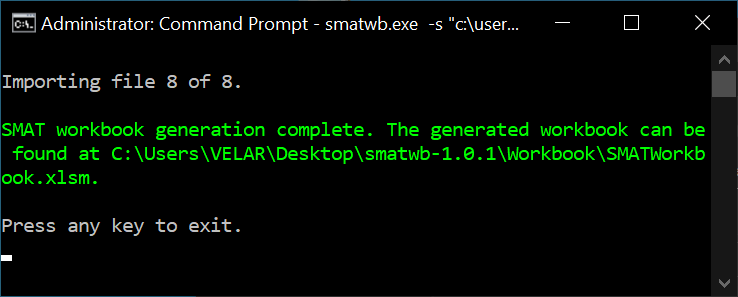 Administrator: Command Prompt - smatwb.exe  -s "c:\user...
Importing file 8 of 8.
SMAT workbook generation complete. The generated workbook can be
 found at C:\Users\VELAR\Desktop\smatwb-1.0.1\Workbook\SMATWorkb
ook.xlsm.
Press any key to exit.